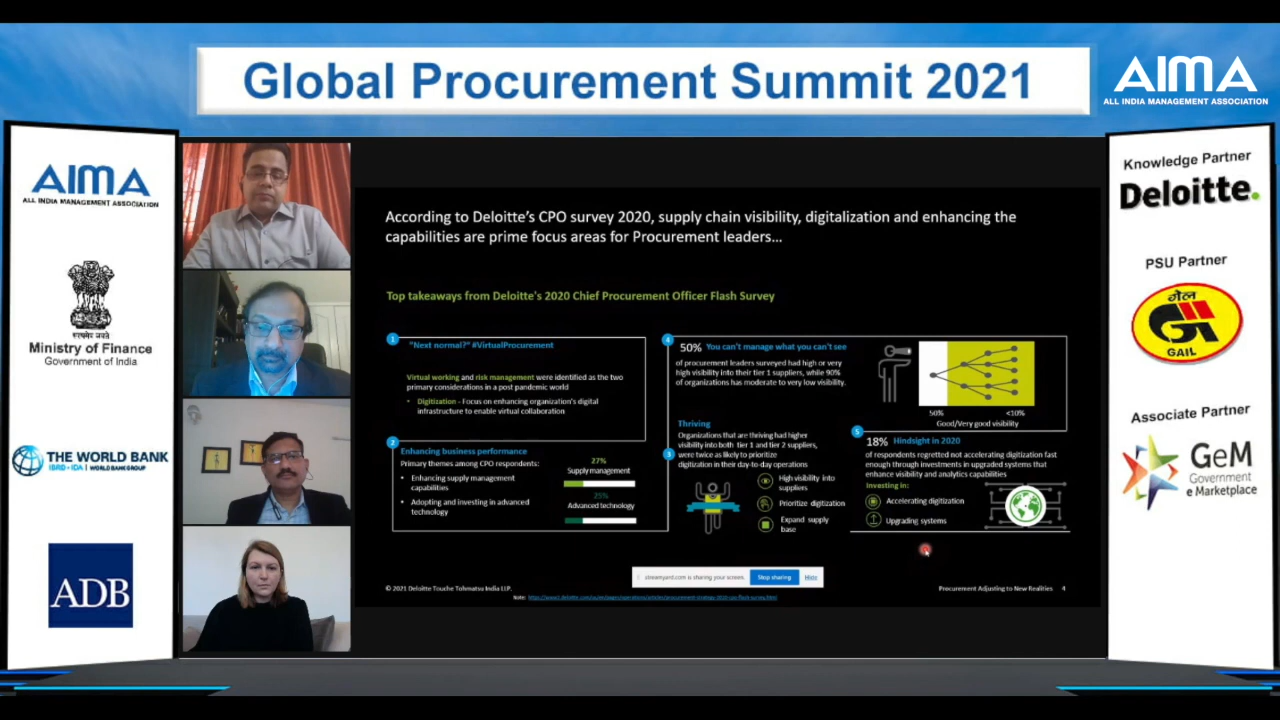 Global Procurement Summit 2021
AIMA
ALL INDIA MANAGEMENT ASSOCIATION
AIMA
ALL INDIA MANAGEMENT ASSOCIATION
सत्यमेव जयते
Ministry of Finance
Government of India
THE WORLD BANK
IBRD • IDA | WORLD BANK GROUP
ADB
According to Deloitte's CPO survey 2020, supply chain visibility, digitalization and enhancing the
capabilities are prime focus areas for Procurement leaders...
Top takeaways from Deloitte's 2020 Chief Procurement Officer Flash Survey
1
"Next normal?" #VirtualProcurement
Virtual working and risk management were identified as the two
primary considerations in a post pandemic world
• Digitization - Focus on enhancing organization's digital
infrastructure to enable virtual collaboration
2
Enhancing business performance
Primary themes among CPO respondents:
• Enhancing supply management
capabilities
• Adopting and investing in advanced
technology
27%
Supply management
25%
Advanced technology
4
50% You can't manage what you can't see
of procurement leaders surveyed had high or very
high visibility into their tier 1 suppliers, while 90%
of organizations has moderate to very low visibility.
50%
<10%
Good/Very good visibility
3
Thriving
Organizations that are thriving had higher
visibility into both tier 1 and tier 2 suppliers,
were twice as likely to prioritize
digitization in their day-to-day operations
High visibility into
suppliers
Prioritize digitization
Expand supply
base
5
18% Hindsight in 2020
of respondents regretted not accelerating digitization fast
enough through investments in upgraded systems that
enhance visibility and analytics capabilities
Investing in:
Accelerating digitization
Upgrading systems
streamyard.com is sharing your screen.
Stop sharing
Hide
© 2021 Deloitte Touche Tohmatsu India LLP.
Procurement Adjusting to New Realities 4
Note:
Knowledge Partner
Deloitte.
PSU Partner
गेल
GAIL
Associate Partner
GeM
Government
e Marketplace